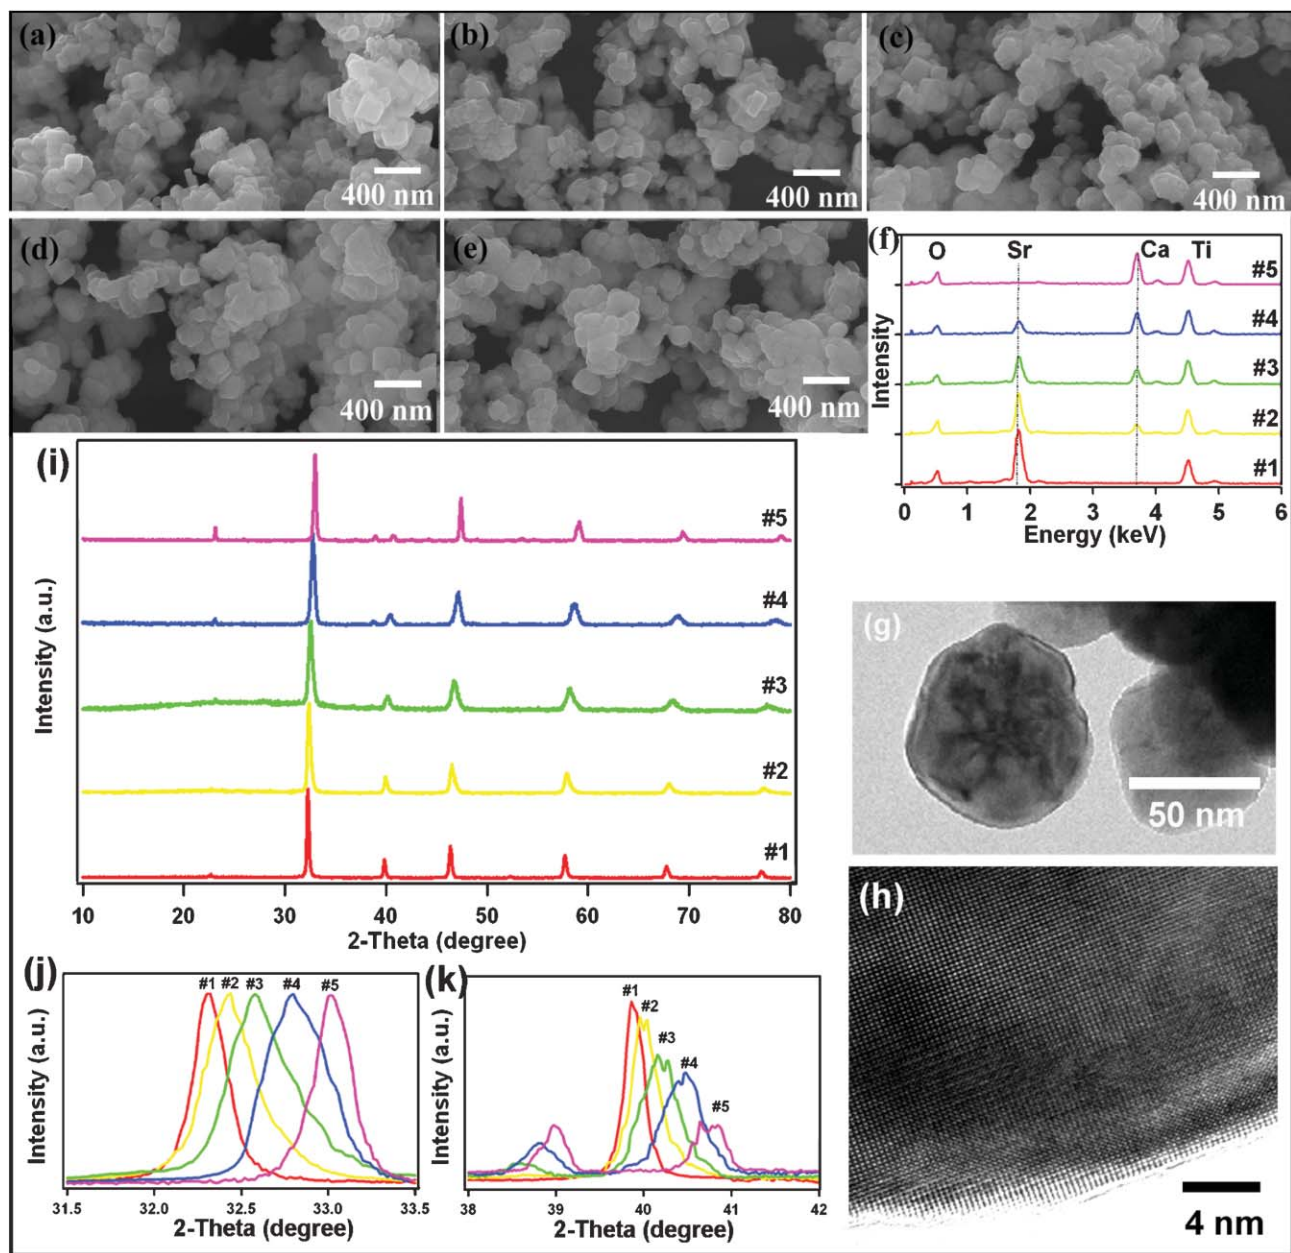 (a)
400 nm
(b)
400 nm
(c)
400 nm
(d)
400 nm
(e)
400 nm
(f)
O Sr Ca Ti
#5
#4
#3
#2
#1
Intensity
0 1 2 3 4 5 6
Energy (keV)
(i)
#5
#4
#3
#2
#1
Intensity (a.u.)
10 20 30 40 50 60 70 80
2-Theta (degree)
(g)
50 nm
(h)
4 nm
(j)
#1 #2 #3 #4 #5
Intensity (a.u.)
31.5 32.0 32.5 33.0 33.5
2-Theta (degree)
(k)
#1
#2
#3
#4
#5
Intensity (a.u.)
38 39 40 41 42
2-Theta (degree)